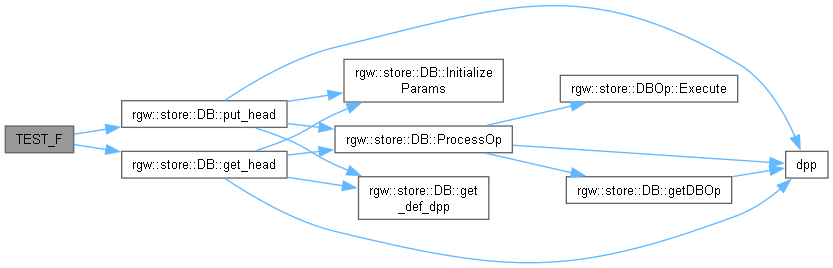 TEST_F
rgw::store::DB::put_head
rgw::store::DB::get_head
rgw::store::DB::Initialize
Params
rgw::store::DB::ProcessOp
rgw::store::DB::get
_def_dpp
rgw::store::DBOp::Execute
rgw::store::DB::getDBOp
dpp